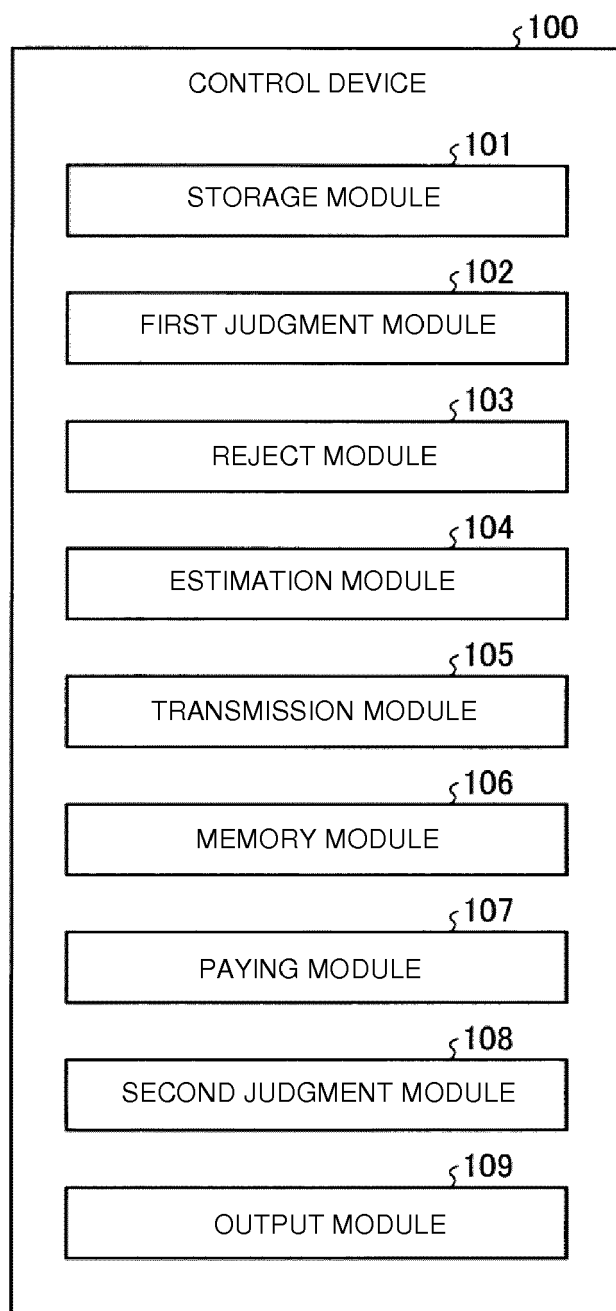 100
CONTROL DEVICE
101
STORAGE MODULE
102
FIRST JUDGMENT MODULE
103
REJECT MODULE
104
ESTIMATION MODULE
105
TRANSMISSION MODULE
106
MEMORY MODULE
107
PAYING MODULE
108
SECOND JUDGMENT MODULE
109
OUTPUT MODULE